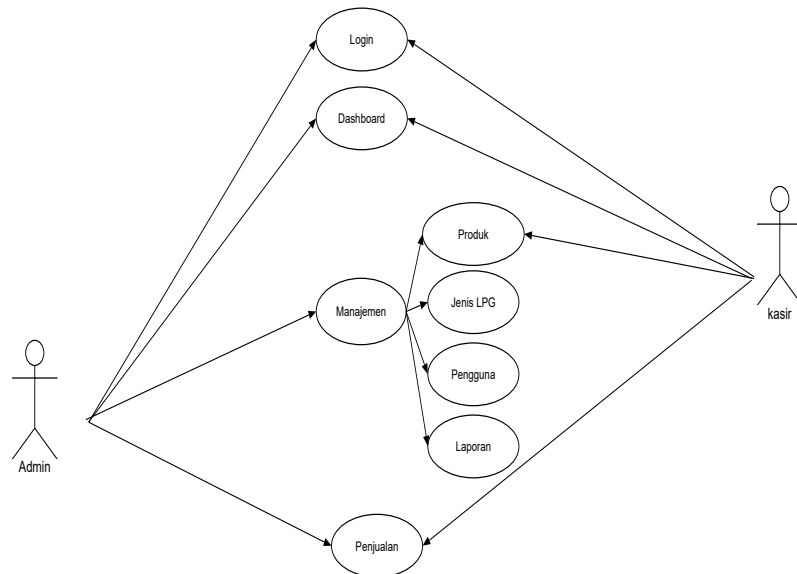 Login
Dashboard
Produk
Jenis LPG
Manajemen
kasir
Pengguna
Laporan
Admin
Penjualan